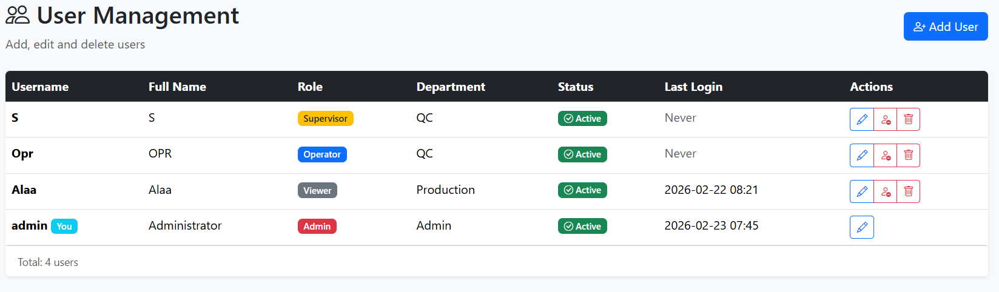 User Management
Add User
Add, edit and delete users
Username Full Name Role Department Status Last Login Actions
S S Supervisor QC Active Never
Opr OPR Operator QC Active Never
Alaa Alaa Viewer Production Active 2026-02-22 08:21
admin You Administrator Admin Admin Active 2026-02-23 07:45
Total: 4 users